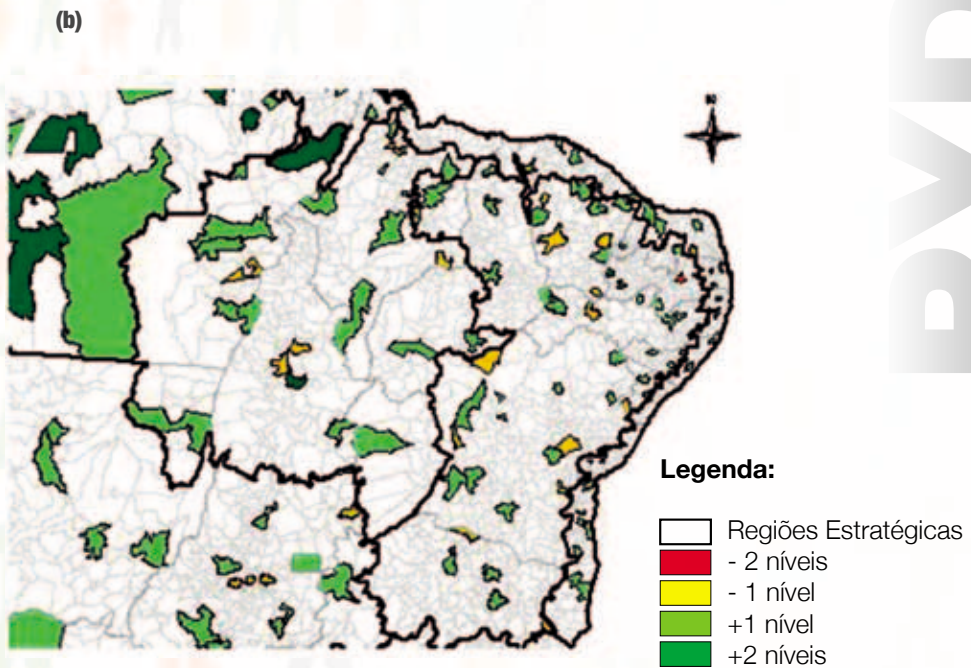 (b)
N
Legenda:
Regiões Estratégicas
- 2 níveis
- 1 nível
+1 nível
+2 níveis